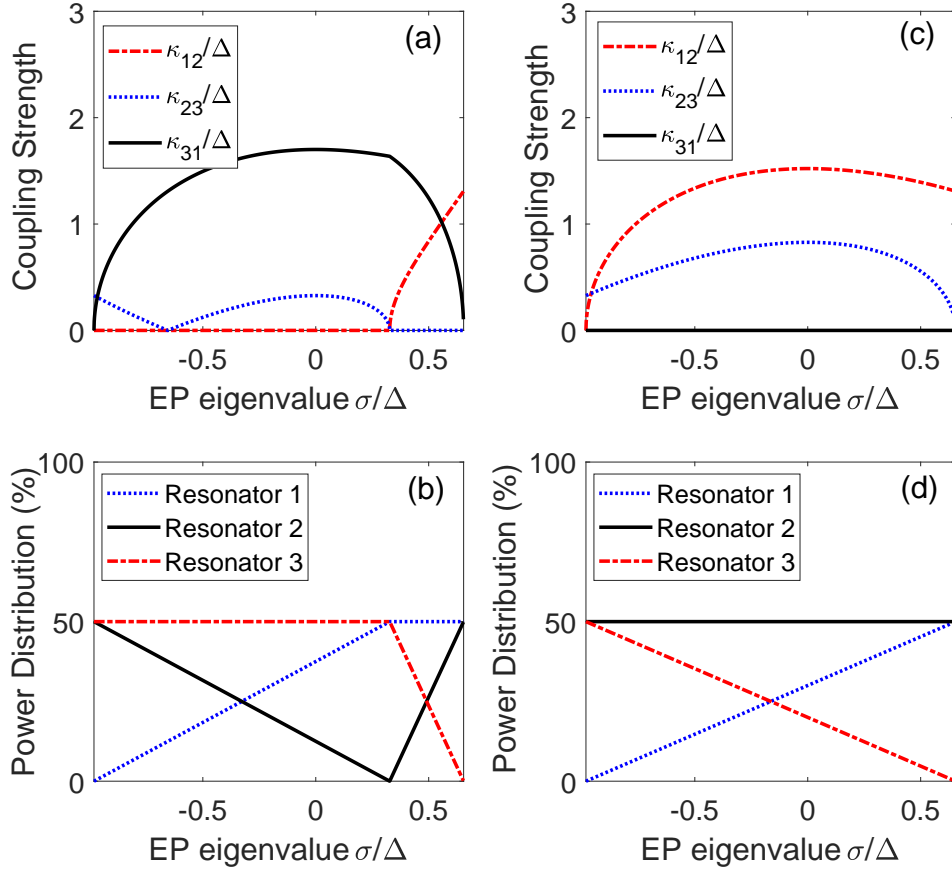 (a)
κ12/Δ
κ23/Δ
κ31/Δ
Coupling Strength
3
2
1
0
-0.5
0
0.5
EP eigenvalue σ/Δ
(c)
κ12/Δ
κ23/Δ
κ31/Δ
Coupling Strength
3
2
1
0
-0.5
0
0.5
EP eigenvalue σ/Δ
(b)
Resonator 1
Resonator 2
Resonator 3
Power Distribution (%)
100
50
0
-0.5
0
0.5
EP eigenvalue σ/Δ
(d)
Resonator 1
Resonator 2
Resonator 3
Power Distribution (%)
100
50
0
-0.5
0
0.5
EP eigenvalue σ/Δ